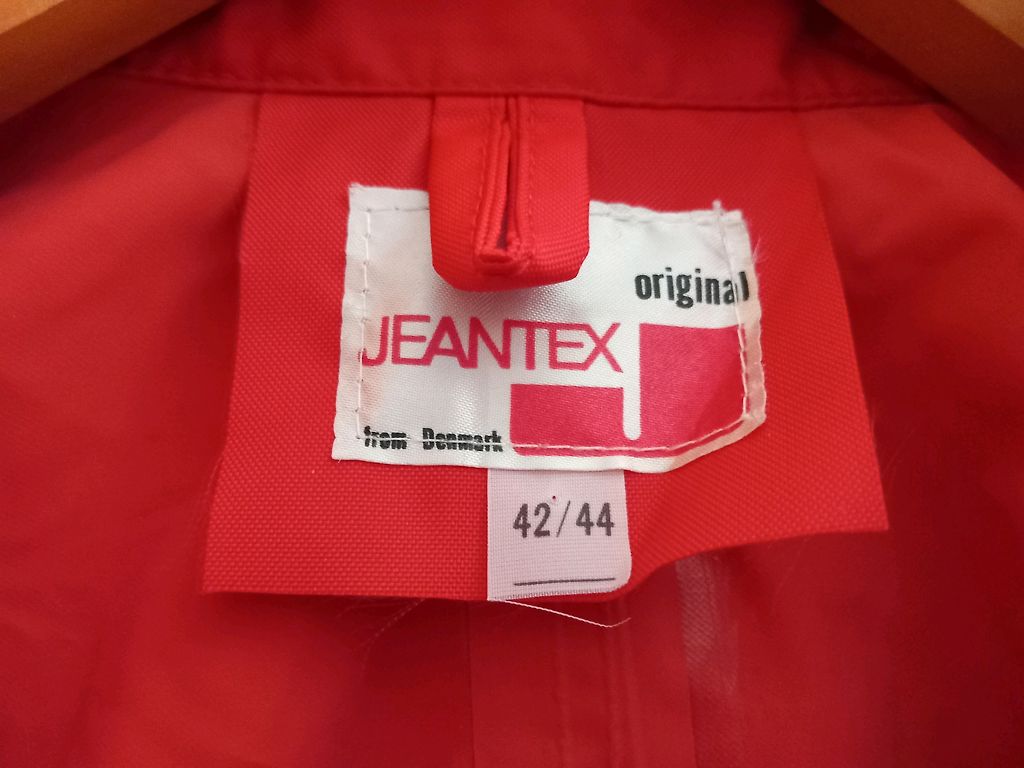 original
JEANTEX
from Denmark
42/44